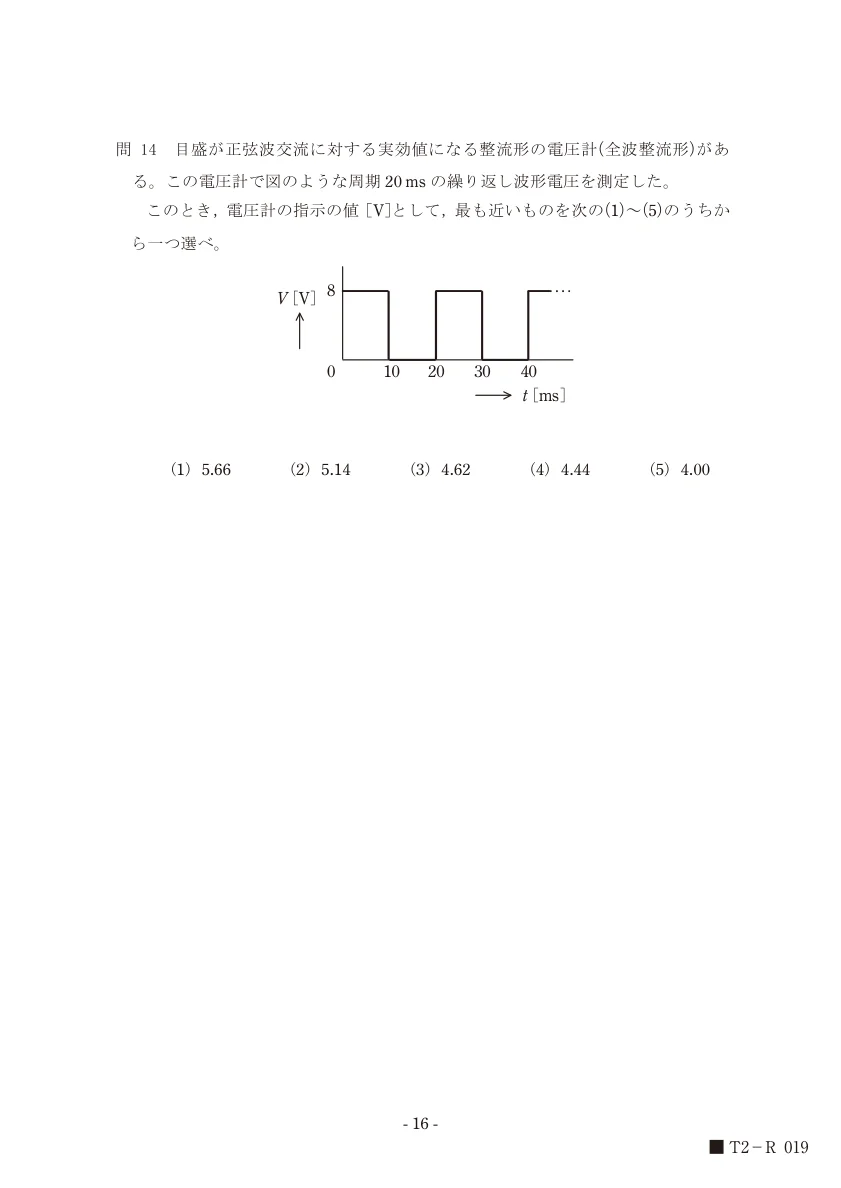 問 14 目盛が正弦波交流に対する実効値になる整流形の電圧計(全波整流形)があ
る。この電圧計で図のような周期 20 ms の繰り返し波形電圧を測定した。
このとき, 電圧計の指示の値 [V]として, 最も近いものを次の(1)～(5)のうちか
ら一つ選べ。
8
V [V]
…
0 10 20 30 40
t [ms]
(1) 5.66 (2) 5.14 (3) 4.62 (4) 4.44 (5) 4.00
- 16 -
■ T2－R 019